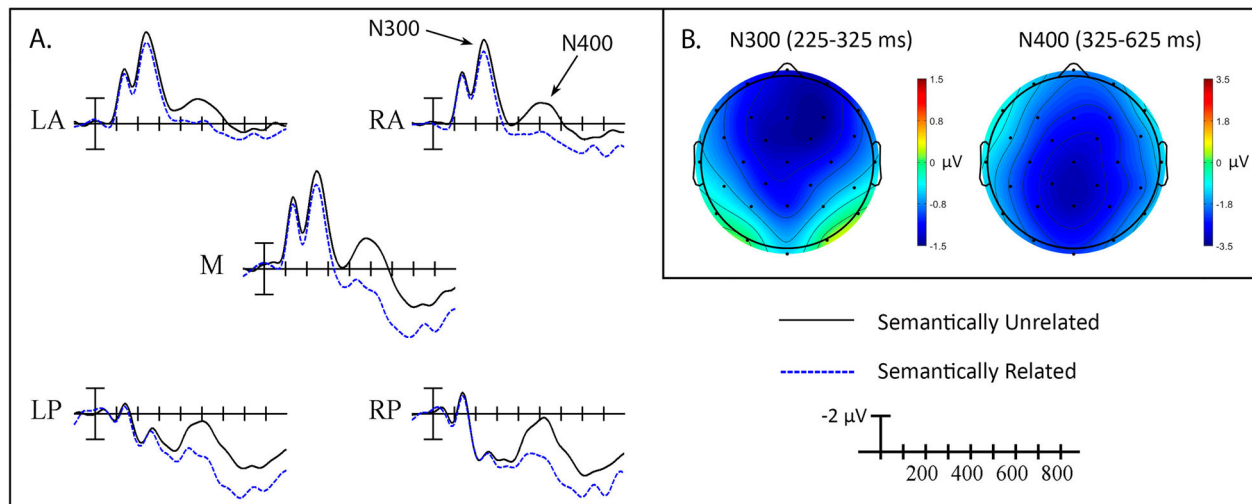 A.
N300
N400
LA
RA
M
LP
RP
B.
N300 (225-325 ms)
N400 (325-625 ms)
1.5
0.8
0 µV
-0.8
-1.5
3.5
1.8
0 µV
-1.8
-3.5
Semantically Unrelated
Semantically Related
-2 µV
200 400 600 800